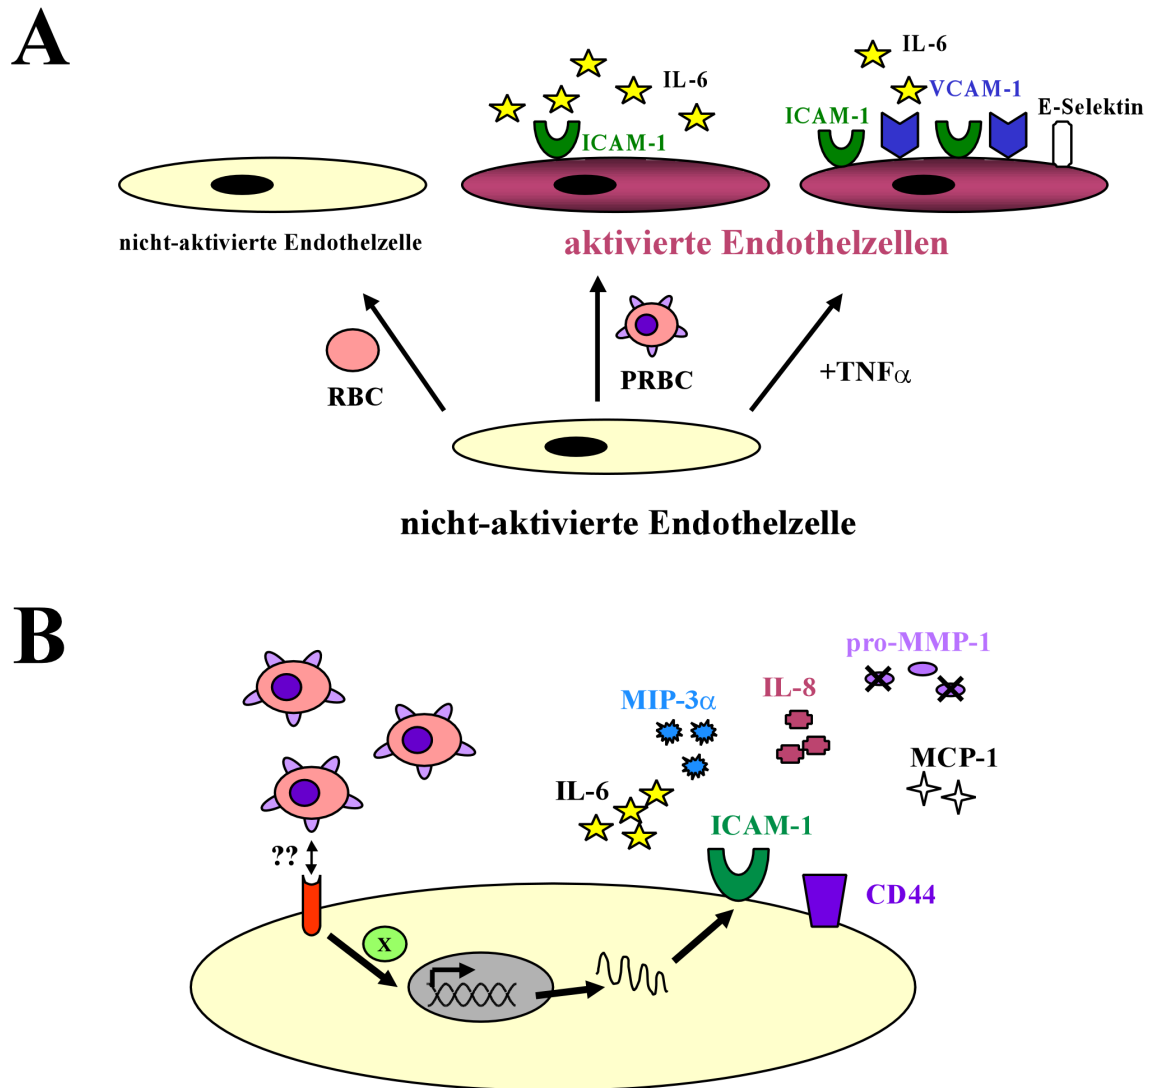 A
IL-6
ICAM-1
IL-6
VCAM-1
ICAM-1
E-Selektin
nicht-aktivierte Endothelzelle
aktivierte Endothelzellen
RBC
PRBC
+TNFα
nicht-aktivierte Endothelzelle
B
pro-MMP-1
MIP-3α
IL-8
MCP-1
IL-6
ICAM-1
??
CD44
X